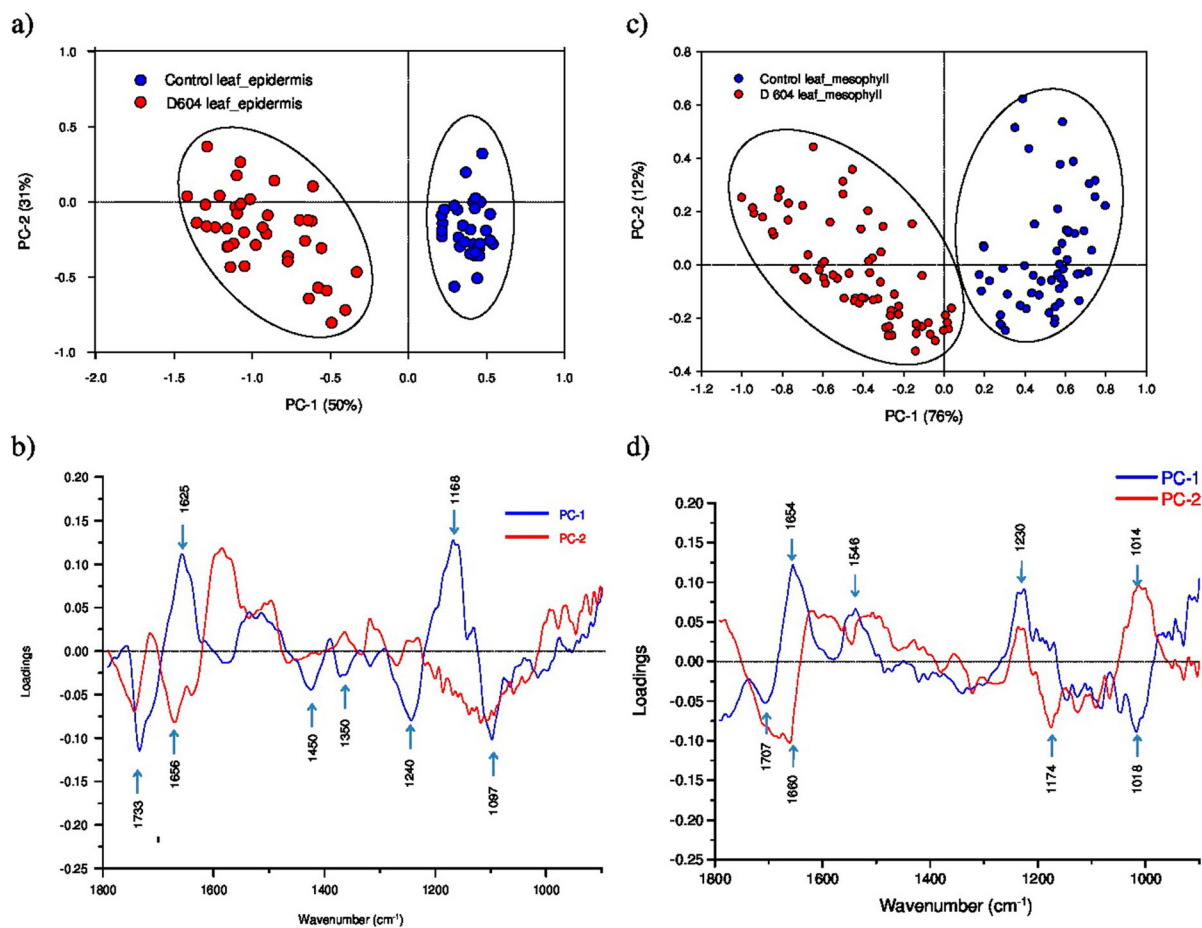 a)
1.0
0.5
0.0
-0.5
-1.0
PC-2 (31%)
Control leaf_epidermis
D604 leaf_epidermis
-2.0 -1.5 -1.0 -0.5 0.0 0.5 1.0
PC-1 (50%)
c)
0.8
0.6
0.4
0.2
0.0
-0.2
-0.4
PC-2 (12%)
Control leaf_mesophyll
D 604 leaf_mesophyll
-1.2 -1.0 -0.8 -0.6 -0.4 -0.2 0.0 0.2 0.4 0.6 0.8 1.0
PC-1 (76%)
b)
0.20
0.15
0.10
0.05
0.00
-0.05
-0.10
-0.15
-0.20
-0.25
Loadings
1625
1168
PC-1
PC-2
1733
1656
1450
1350
1240
1097
1800 1600 1400 1200 1000
Wavenumber (cm⁻¹)
d)
PC-1
PC-2
0.20
0.15
0.10
0.05
0.00
-0.05
-0.10
-0.15
-0.20
-0.25
Loadings
1654
1546
1230
1014
1707
1660
1174
1018
1800 1600 1400 1200 1000
Wavenumber (cm⁻¹)